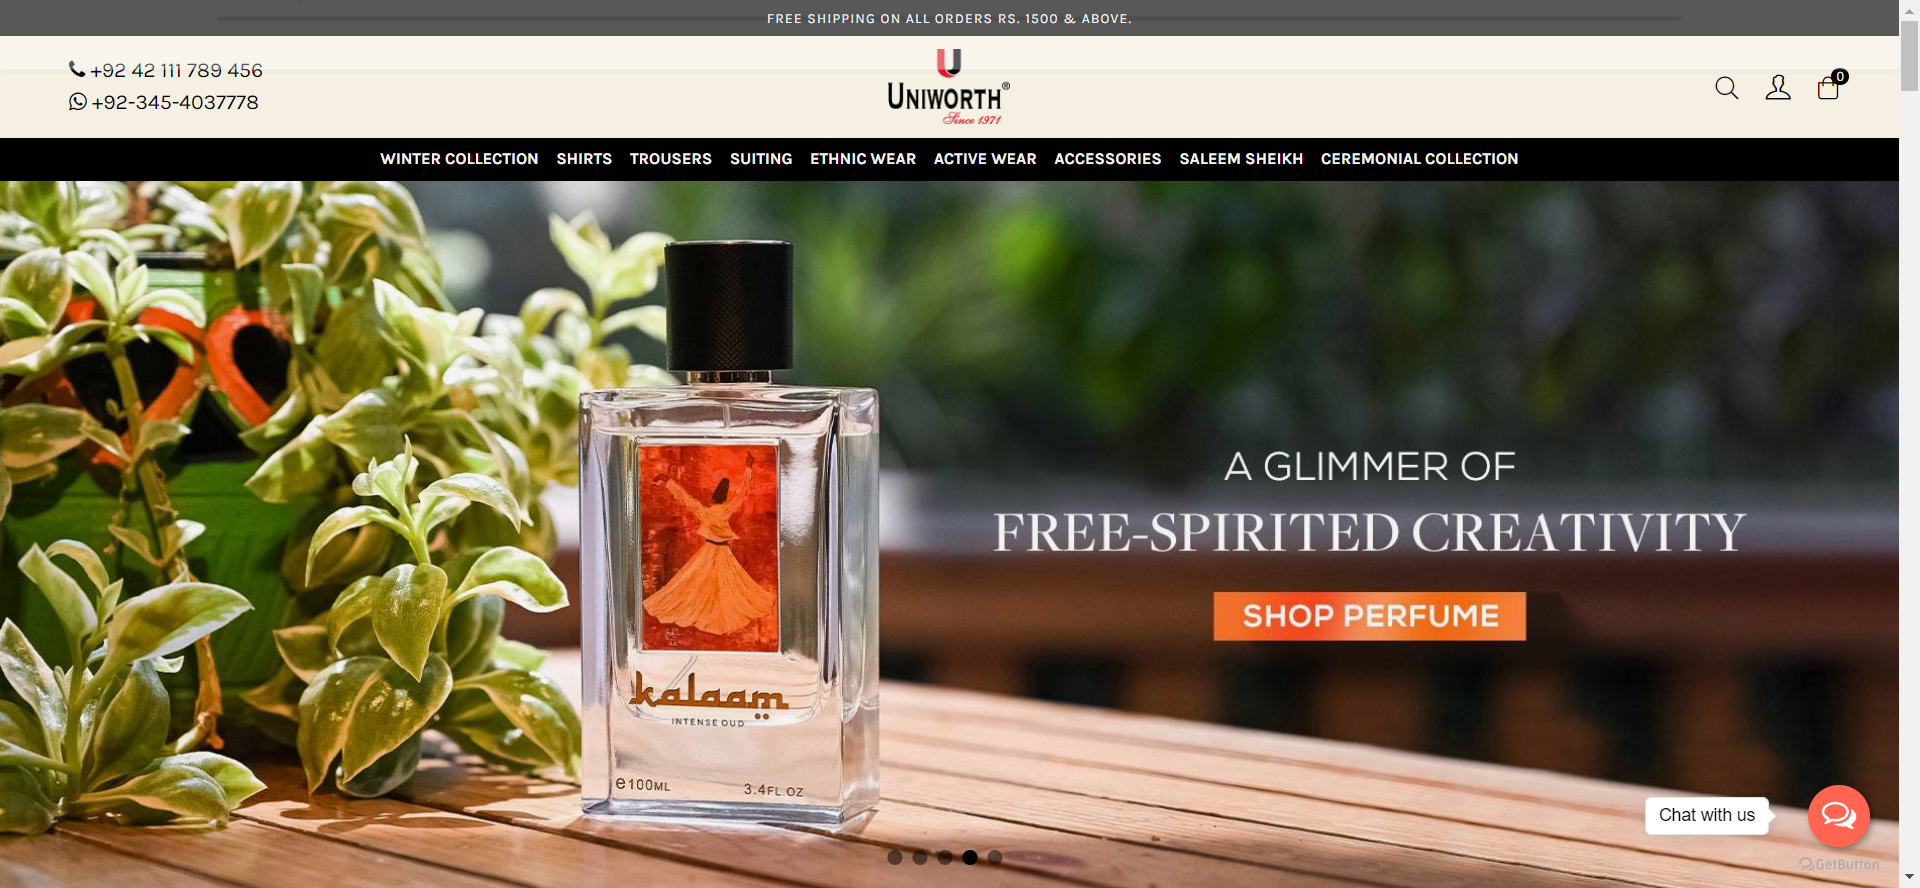 FREE SHIPPING ON ALL ORDERS RS. 1500 & ABOVE.
+92 42 111 789 456
+92-345-4037778
U
UNIWORTH®
Since 1971
0
WINTER COLLECTION SHIRTS TROUSERS SUITING ETHNIC WEAR ACTIVE WEAR ACCESSORIES SALEEM SHEIKH CEREMONIAL COLLECTION
A GLIMMER OF
FREE-SPIRITED CREATIVITY
SHOP PERFUME
kalaam
INTENSE OUD
e100ML 3.4FL.OZ
Chat with us
GetButton